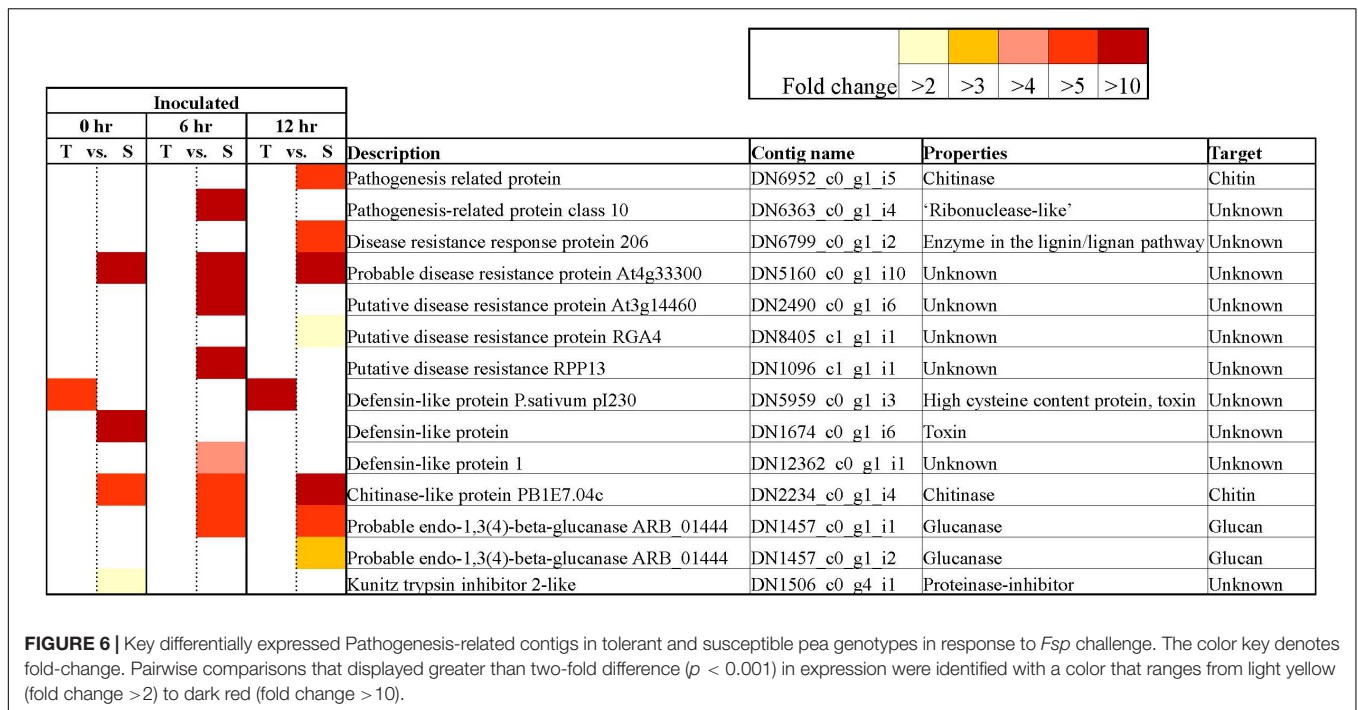 Fold change >2 >3 >4 >5 >10
Inoculated
0 hr 6 hr 12 hr
T vs. S T vs. S T vs. S Description Contig name Properties Target
Pathogenesis related protein DN6952_c0_g1_i5 Chitinase Chitin
Pathogenesis-related protein class 10 DN6363_c0_g1_i4 ‘Ribonuclease-like’ Unknown
Disease resistance response protein 206 DN6799_c0_g1_i2 Enzyme in the lignin/lignan pathway Unknown
Probable disease resistance protein At4g33300 DN5160_c0_g1_i10 Unknown Unknown
Putative disease resistance protein At3g14460 DN2490_c0_g1_i6 Unknown Unknown
Putative disease resistance protein RGA4 DN8405_c1_g1_i1 Unknown Unknown
Putative disease resistance RPP13 DN1096_c1_g1_i1 Unknown Unknown
Defensin-like protein P.sativum pI230 DN5959_c0_g1_i3 High cysteine content protein, toxin Unknown
Defensin-like protein DN1674_c0_g1_i6 Toxin Unknown
Defensin-like protein 1 DN12362_c0_g1_i1 Unknown Unknown
Chitinase-like protein PB1E7.04c DN2234_c0_g1_i4 Chitinase Chitin
Probable endo-1,3(4)-beta-glucanase ARB_01444 DN1457_c0_g1_i1 Glucanase Glucan
Probable endo-1,3(4)-beta-glucanase ARB_01444 DN1457_c0_g1_i2 Glucanase Glucan
Kunitz trypsin inhibitor 2-like DN1506_c0_g4_i1 Proteinase-inhibitor Unknown
FIGURE 6 | Key differentially expressed Pathogenesis-related contigs in tolerant and susceptible pea genotypes in response to Fsp challenge. The color key denotes
fold-change. Pairwise comparisons that displayed greater than two-fold difference (p < 0.001) in expression were identified with a color that ranges from light yellow
(fold change >2) to dark red (fold change >10).